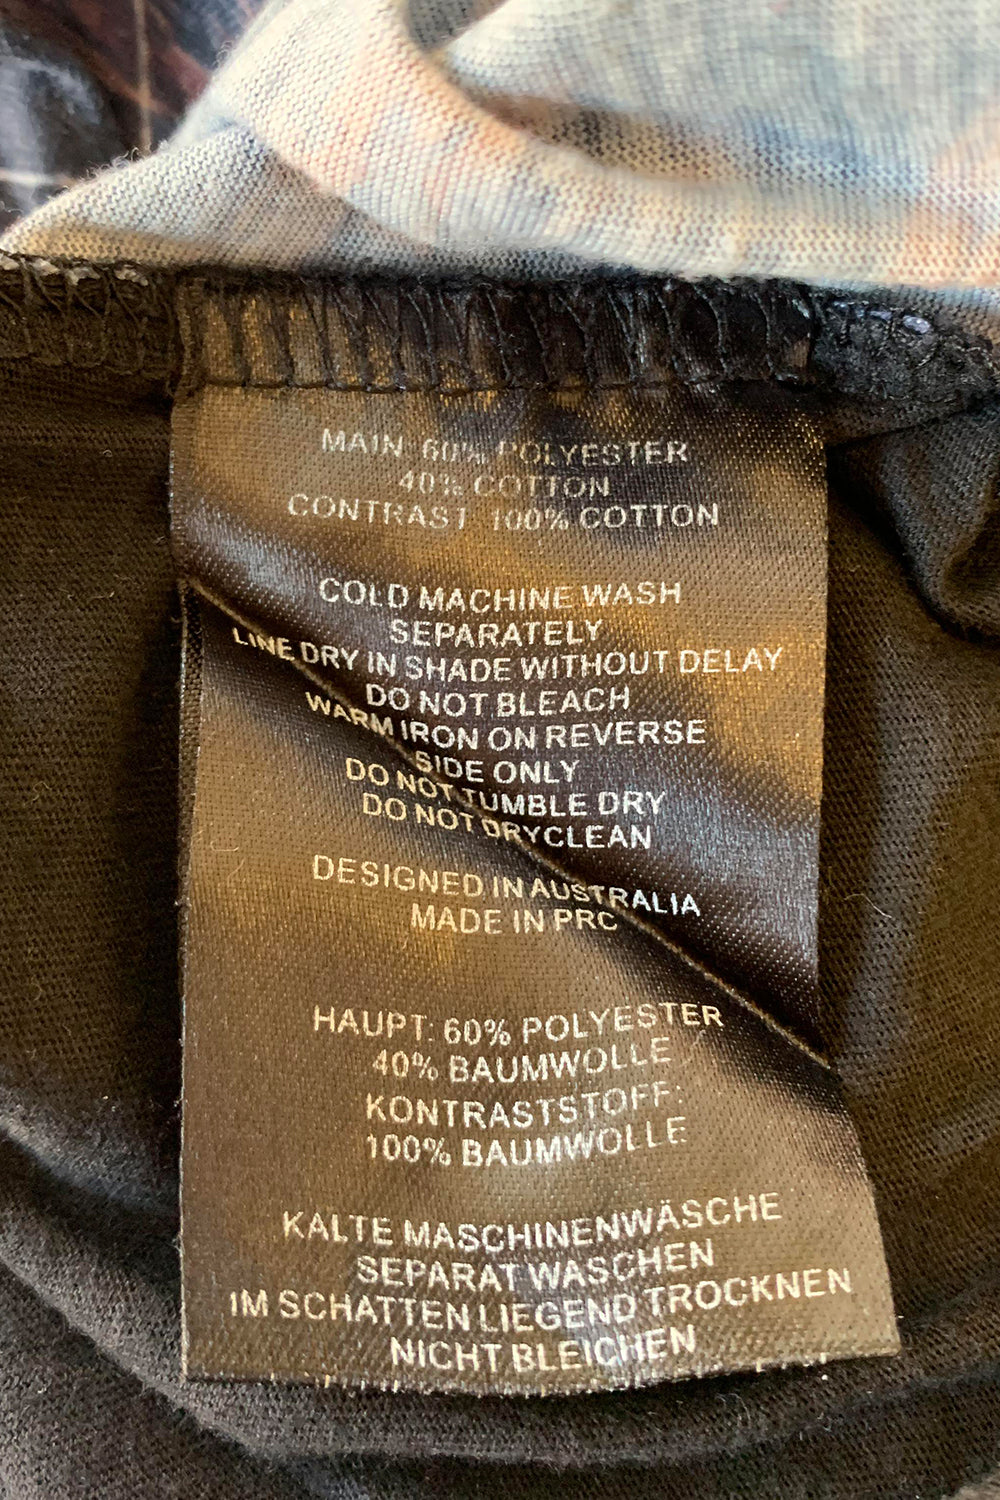 MAIN: 60% POLYESTER
40% COTTON
CONTRAST: 100% COTTON
COLD MACHINE WASH
SEPARATELY
LINE DRY IN SHADE WITHOUT DELAY
DO NOT BLEACH
WARM IRON ON REVERSE
SIDE ONLY
DO NOT TUMBLE DRY
DO NOT DRYCLEAN
DESIGNED IN AUSTRALIA
MADE IN PRC
HAUPT: 60% POLYESTER
40% BAUMWOLLE
KONTRASTSTOFF:
100% BAUMWOLLE
KALTE MASCHINENWÄSCHE
SEPARAT WASCHEN
IM SCHATTEN LIEGEND TROCKNEN
NICHT BLEICHEN